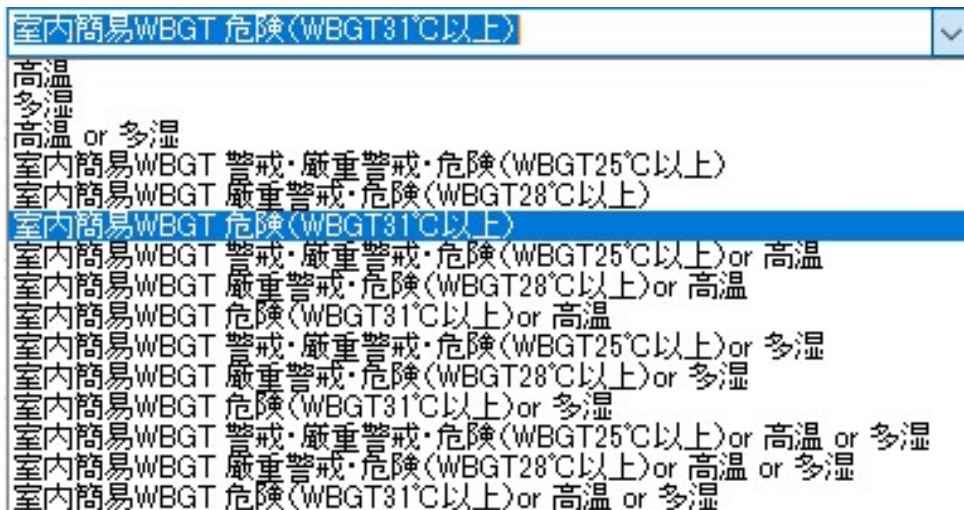 室内簡易WBGT 危険(WBGT31℃以上)
高温
多湿
高温 or 多湿
室内簡易WBGT 警戒・厳重警戒・危険(WBGT25℃以上)
室内簡易WBGT 厳重警戒・危険(WBGT28℃以上)
室内簡易WBGT 危険(WBGT31℃以上)
室内簡易WBGT 警戒・厳重警戒・危険(WBGT25℃以上)or 高温
室内簡易WBGT 厳重警戒・危険(WBGT28℃以上)or 高温
室内簡易WBGT 危険(WBGT31℃以上)or 高温
室内簡易WBGT 警戒・厳重警戒・危険(WBGT25℃以上)or 多湿
室内簡易WBGT 厳重警戒・危険(WBGT28℃以上)or 多湿
室内簡易WBGT 危険(WBGT31℃以上)or 多湿
室内簡易WBGT 警戒・厳重警戒・危険(WBGT25℃以上)or 高温 or 多湿
室内簡易WBGT 厳重警戒・危険(WBGT28℃以上)or 高温 or 多湿
室内簡易WBGT 危険(WBGT31℃以上)or 高温 or 多湿